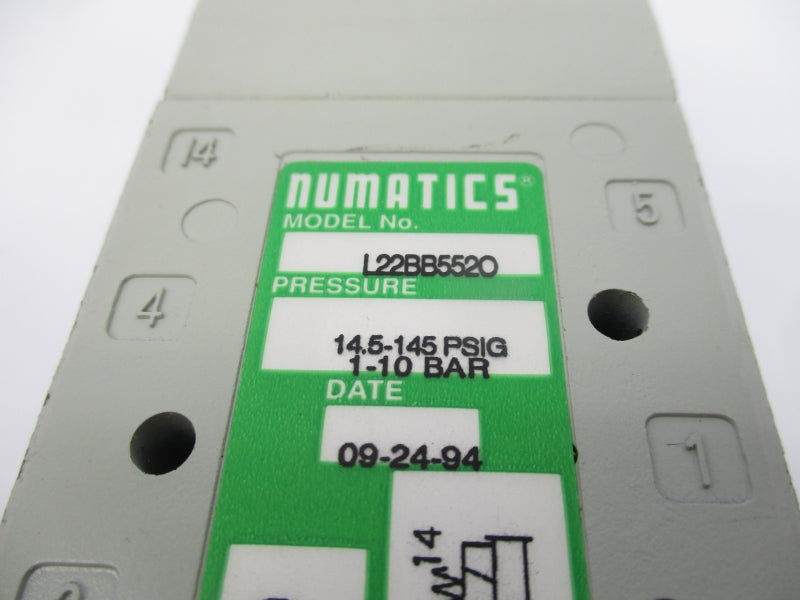 14
NUMATICS®
5
MODEL No.
L22BB552O
PRESSURE
4
14.5-145 PSIG
1-10 BAR
DATE
09-24-94
1
14